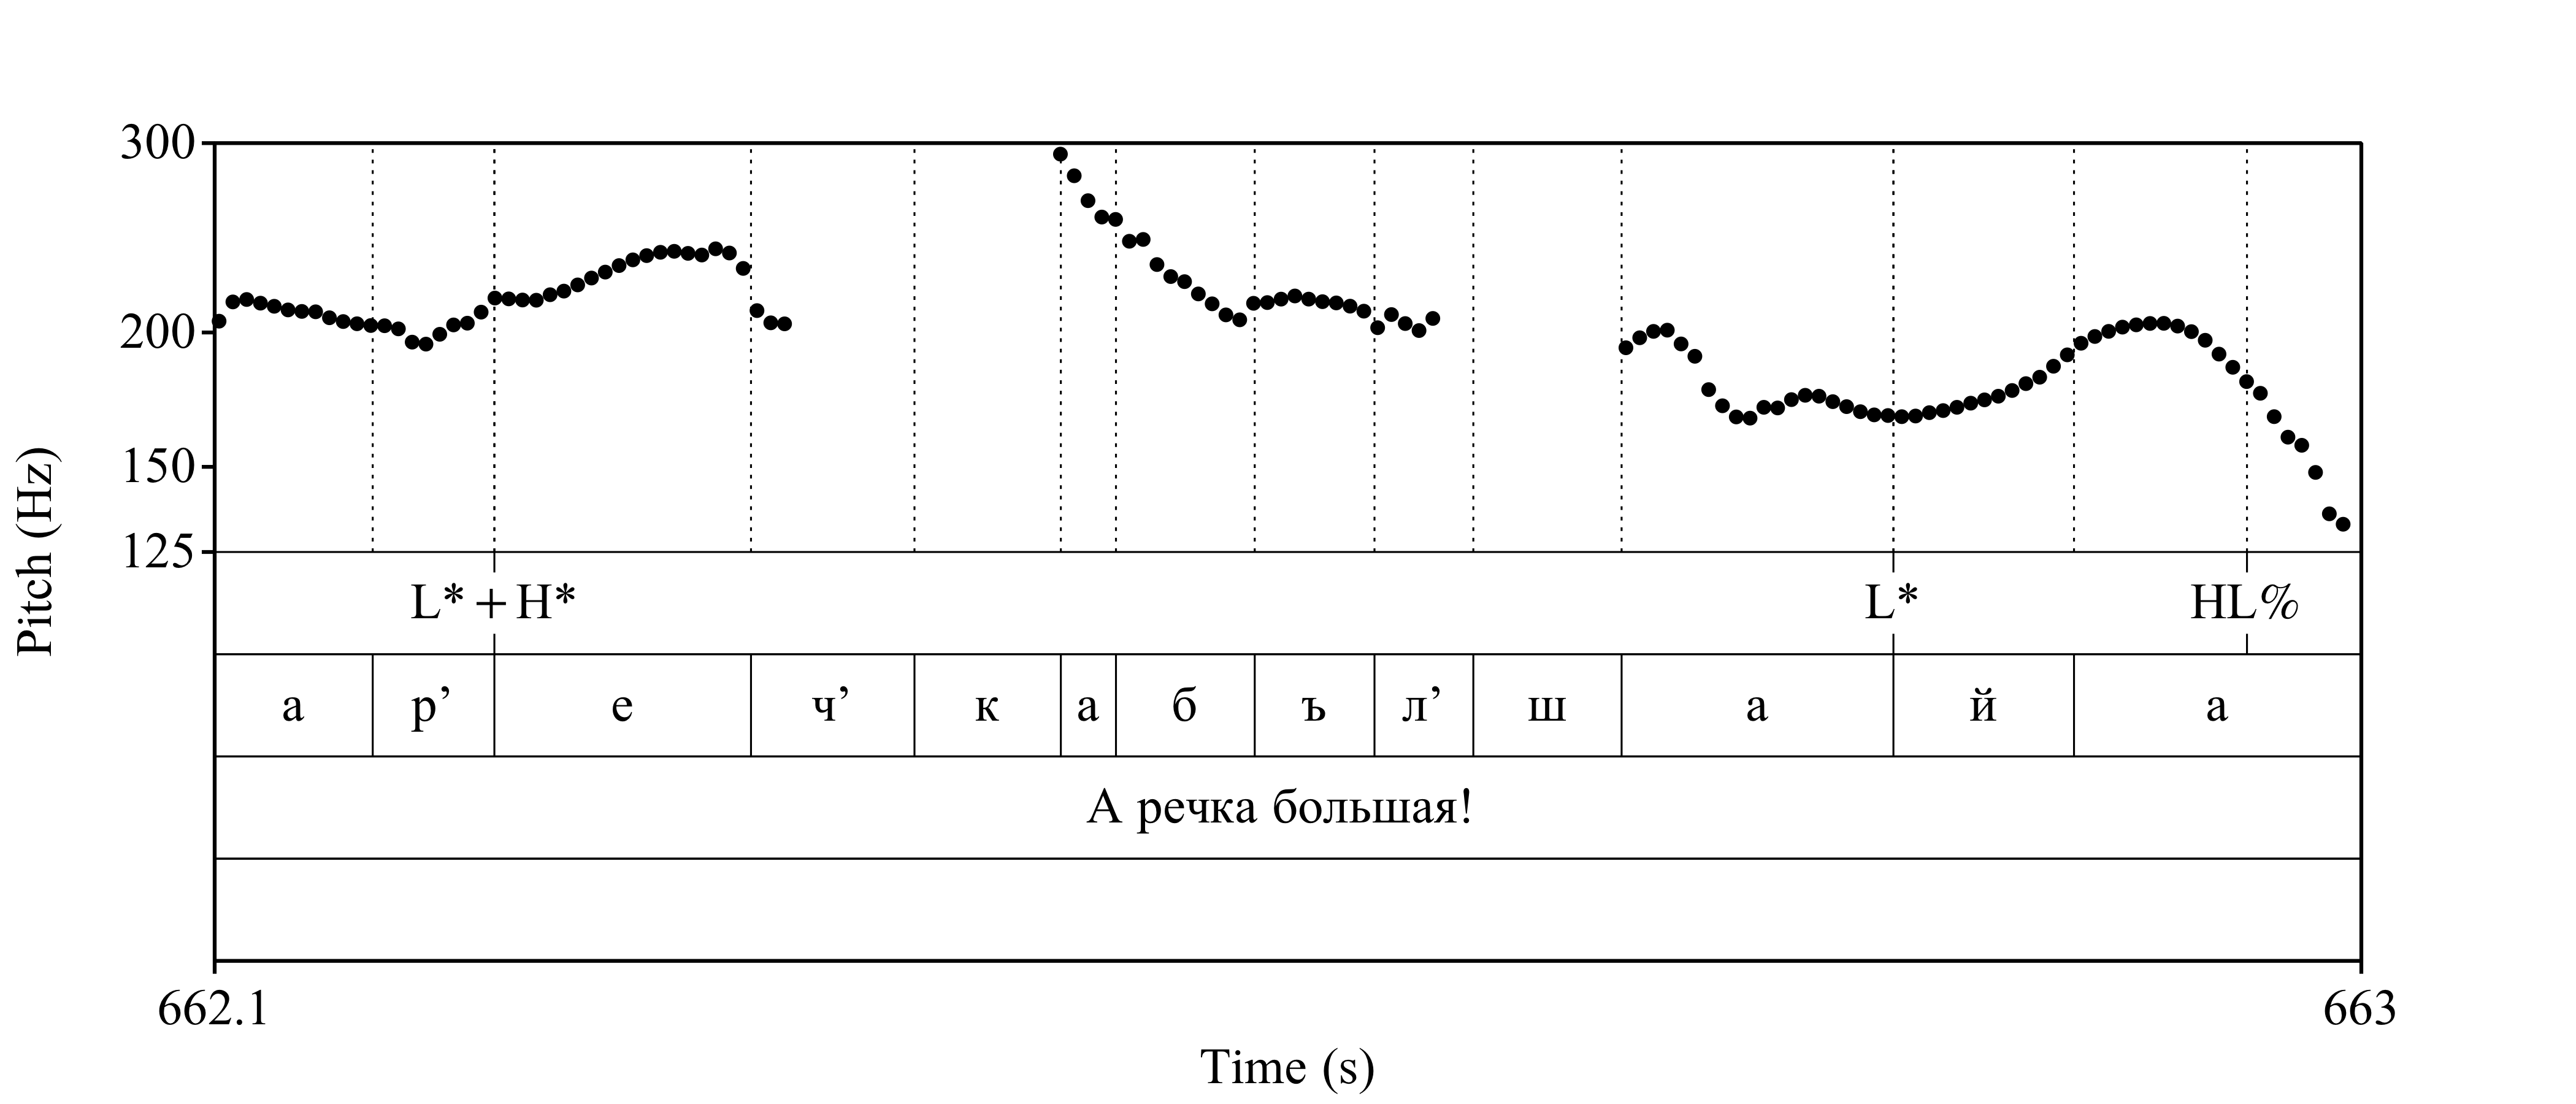 300
200
150
125
Pitch (Hz)
L* + H* L* HL%
а р’ е ч’ к а б ъ л’ ш а й а
А речка большая!
662.1 663
Time (s)